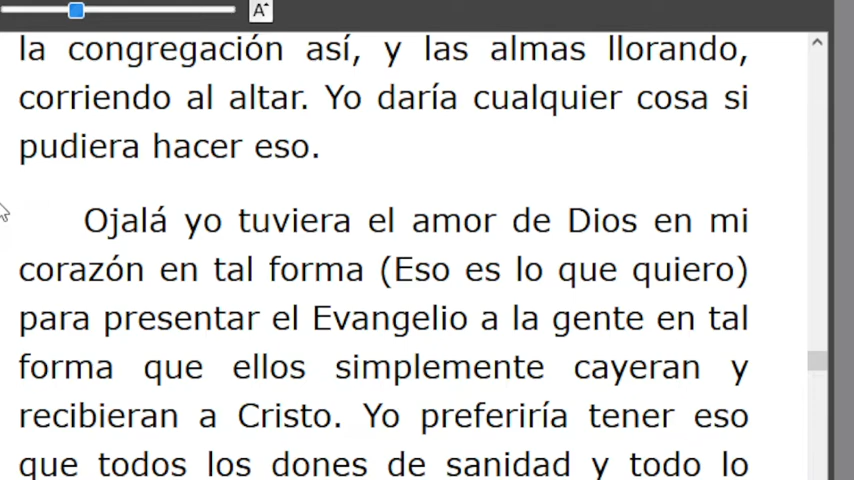 A
la congregación así, y las almas llorando,
corriendo al altar. Yo daría cualquier cosa si
pudiera hacer eso.
Ojalá yo tuviera el amor de Dios en mi
corazón en tal forma (Eso es lo que quiero)
para presentar el Evangelio a la gente en tal
forma que ellos simplemente cayeran y
recibieran a Cristo. Yo preferiría tener eso
que todos los dones de sanidad y todo lo